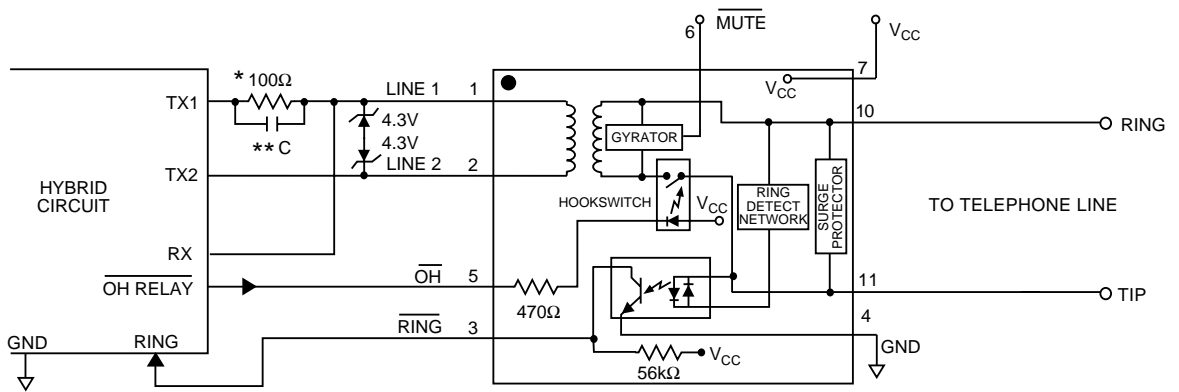 MUTE
6
VCC
7
* 100Ω
TX1
LINE 1
1
VCC
10
4.3V
GYRATOR
RING
** C
4.3V
TX2
LINE 2
2
HYBRID
CIRCUIT
HOOKSWITCH
VCC
RING
DETECT
NETWORK
SURGE
PROTECTOR
TO TELEPHONE LINE
RX
OH RELAY
OH
5
11
TIP
470Ω
GND
RING
RING
3
4
GND
56kΩ
VCC